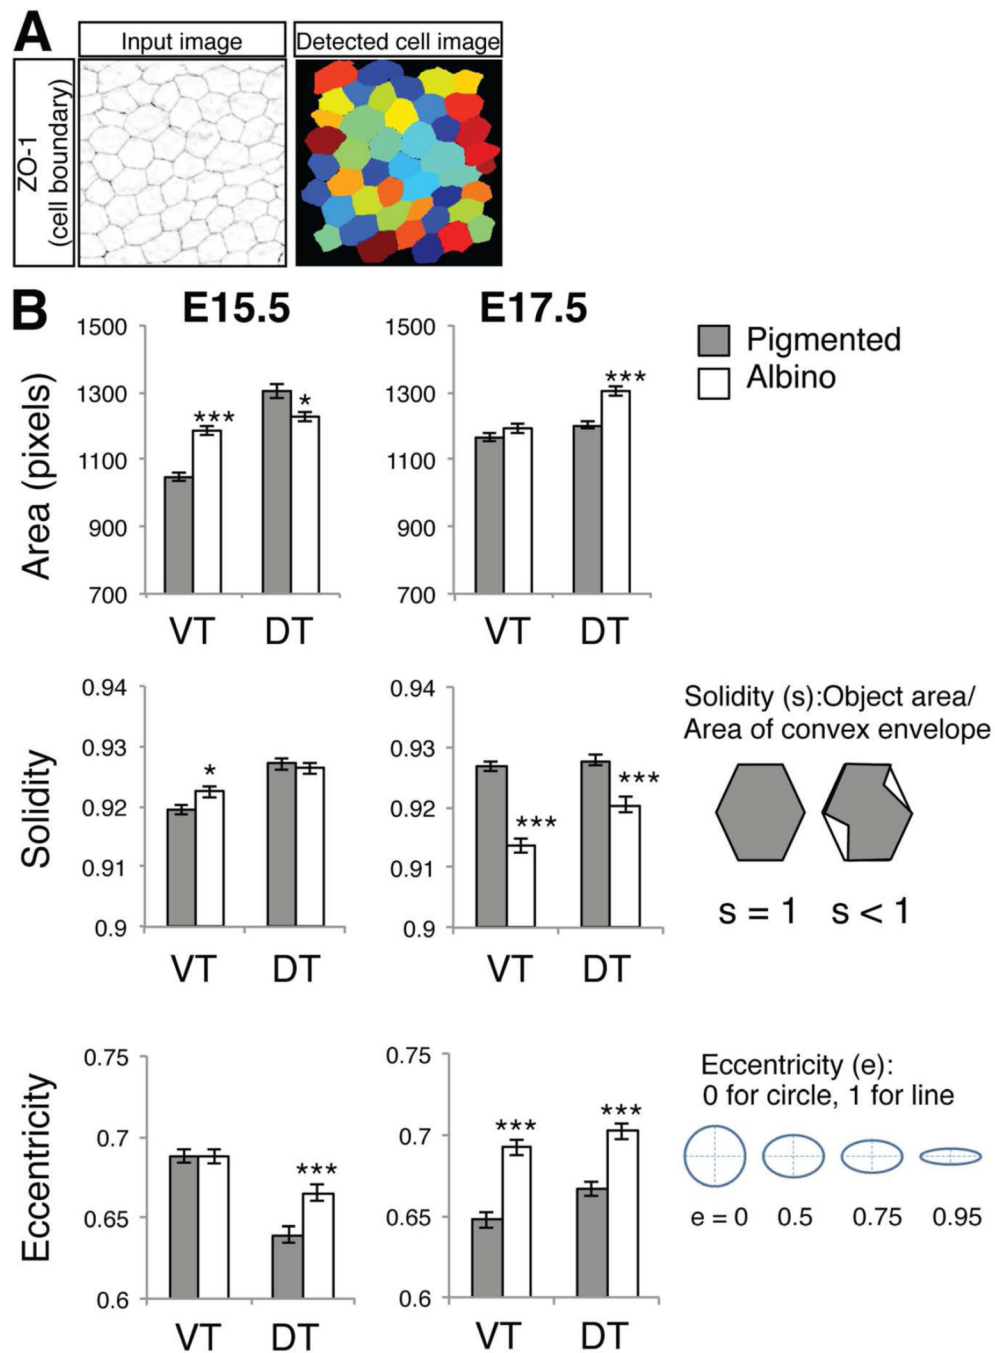 A
Input image
Detected cell image
ZO-1
(cell boundary)
B
E15.5
E17.5
Pigmented
Albino
Area (pixels)
1500
1300
1100
900
700
***
*
VT
DT
1500
1300
1100
900
700
***
VT
DT
Solidity
0.94
0.93
0.92
0.91
0.9
*
VT
DT
0.94
0.93
0.92
0.91
0.9
***
***
VT
DT
Solidity (s):Object area/
Area of convex envelope
s = 1
s < 1
Eccentricity
0.75
0.7
0.65
0.6
***
VT
DT
0.75
0.7
0.65
0.6
***
***
VT
DT
Eccentricity (e):
0 for circle, 1 for line
e = 0
0.5
0.75
0.95